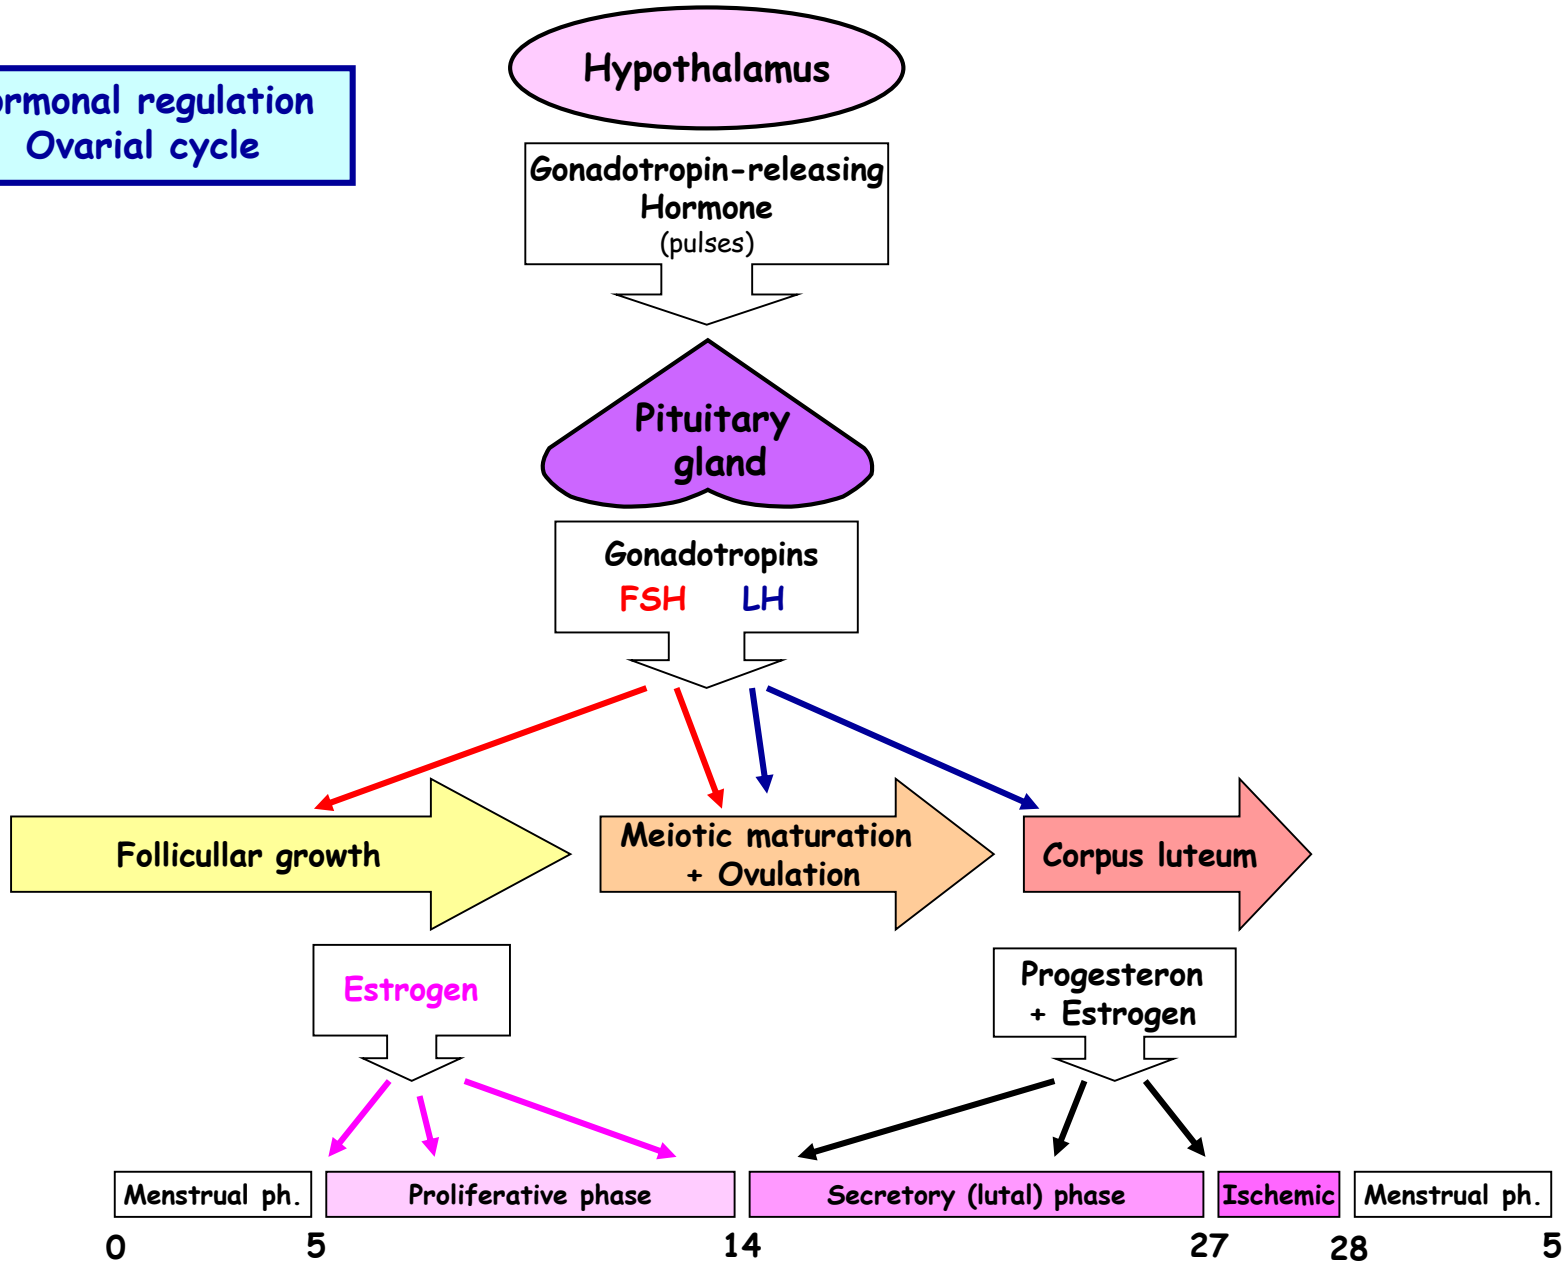 Hypothalamus
ormonal regulation
Ovarial cycle
Gonadotropin-releasing
Hormone
(pulses)
Pituitary
gland
Gonadotropins
FSH LH
Follicullar growth
Meiotic maturation
+ Ovulation
Corpus luteum
Estrogen
Progesteron
+ Estrogen
Menstrual ph. Proliferative phase Secretory (lutal) phase Ischemic Menstrual ph.
0 5 14 27 28 5